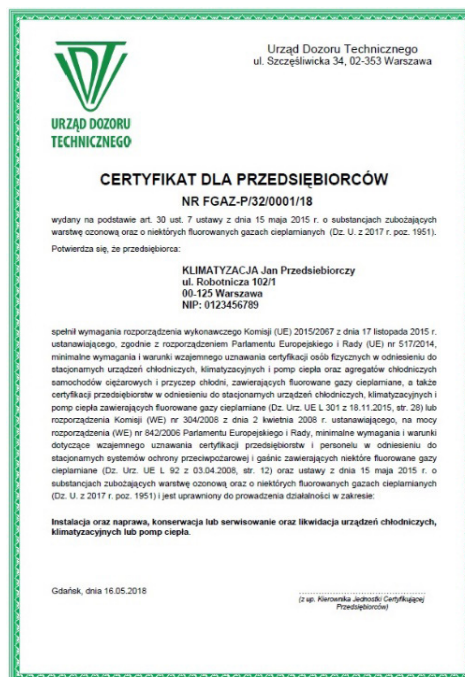 Urząd Dozoru Technicznego
ul. Szczęśliwicka 34, 02-353 Warszawa
UDT
URZĄD DOZORU
TECHNICZNEGO
CERTYFIKAT DLA PRZEDSIĘBIORCÓW
NR FGAZ-P/32/0001/18
wydany na podstawie art. 30 ust. 7 ustawy z dnia 15 maja 2015 r. o substancjach zubożających
warstwę ozonową oraz o niektórych fluorowanych gazach cieplarnianych (Dz. U. z 2017 r. poz. 1951).
Potwierdza się, że przedsiębiorca:
KLIMATYZACJA Jan Przedsiebiorczy
ul. Robotnicza 102/1
00-125 Warszawa
NIP: 0123456789
spełnił wymagania rozporządzenia wykonawczego Komisji (UE) 2015/2067 z dnia 17 listopada 2015 r.
ustanawiającego, zgodnie z rozporządzeniem Parlamentu Europejskiego i Rady (UE) nr 517/2014,
minimalne wymagania i warunki wzajemnego uznawania certyfikacji osób fizycznych w odniesieniu do
stacjonarnych urządzeń chłodniczych, klimatyzacyjnych i pomp ciepła oraz agregatów chłodniczych
samochodów ciężarowych i przyczep chłodni, zawierających fluorowane gazy cieplarniane, a także
certyfikacji przedsiębiorstw w odniesieniu do stacjonarnych urządzeń chłodniczych, klimatyzacyjnych i
pomp ciepła zawierających fluorowane gazy cieplarniane (Dz. Urz. UE L 301 z 18.11.2015, str. 28) lub
rozporządzenia Komisji (WE) nr 304/2008 z dnia 2 kwietnia 2008 r. ustanawiającego, na mocy
rozporządzenia (WE) nr 842/2006 Parlamentu Europejskiego i Rady, minimalne wymagania i warunki
dotyczące wzajemnego uznawania certyfikacji przedsiębiorstw i personelu w odniesieniu do
stacjonarnych systemów ochrony przeciwpożarowej i gaśnic zawierających niektóre fluorowane gazy
cieplarniane (Dz. Urz. UE L 92 z 03.04.2008, str. 12) oraz ustawy z dnia 15 maja 2015 r. o
substancjach zubożających warstwę ozonową oraz o niektórych fluorowanych gazach cieplarnianych
(Dz. U. z 2017 r. poz. 1951) i jest uprawniony do prowadzenia działalności w zakresie:
Instalacja oraz naprawa, konserwacja lub serwisowanie oraz likwidacja urządzeń chłodniczych,
klimatyzacyjnych lub pomp ciepła.
Gdańsk, dnia 16.05.2018
(z up. Kierownika Jednostki Certyfikującej
Przedsiębiorców)